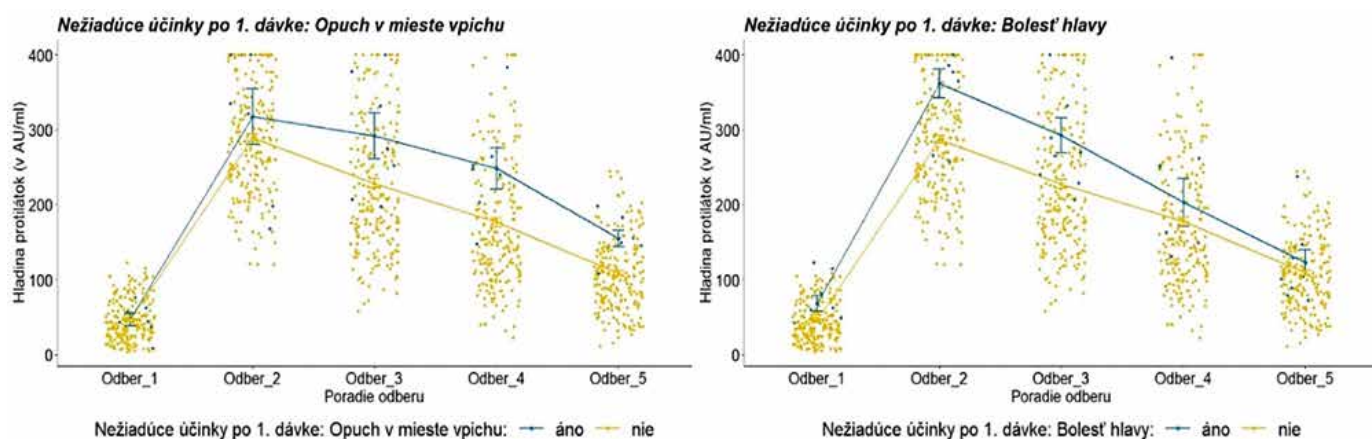 Nežiadúce účinky po 1. dávke: Opuch v mieste vpichu
Hladina protilátok (v AU/ml)
400
300
200
100
0
Odber_1 Odber_2 Odber_3 Odber_4 Odber_5
Poradie odberu
Nežiadúce účinky po 1. dávke: Opuch v mieste vpichu: áno nie
Nežiadúce účinky po 1. dávke: Bolesť hlavy
Hladina protilátok (v AU/ml)
400
300
200
100
0
Odber_1 Odber_2 Odber_3 Odber_4 Odber_5
Poradie odberu
Nežiadúce účinky po 1. dávke: Bolesť hlavy: áno nie